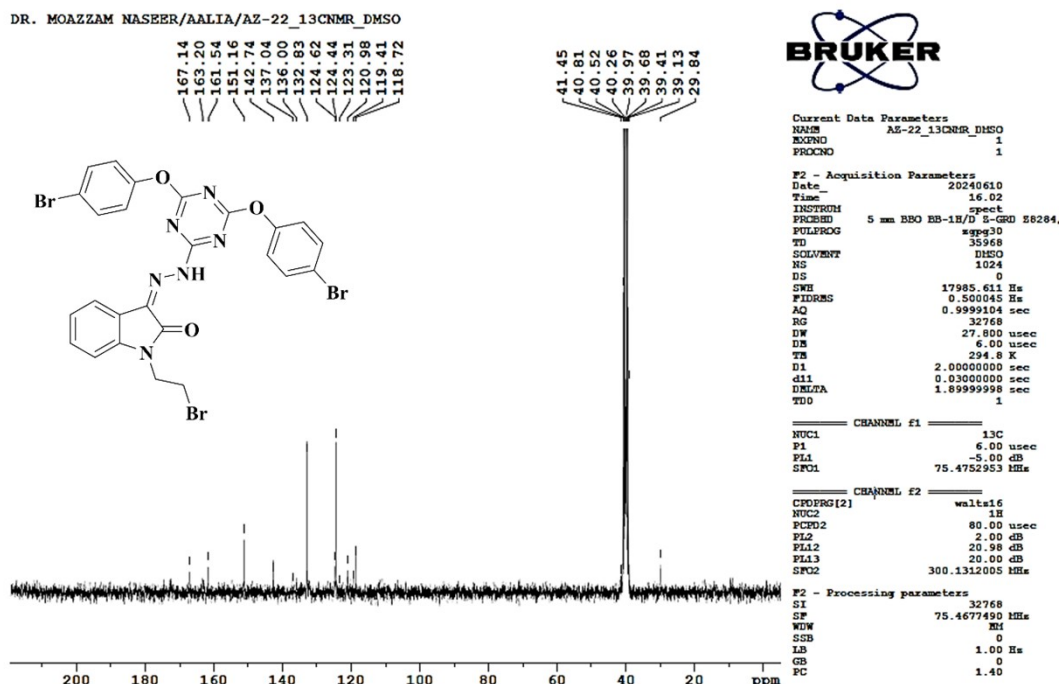 DR. MOAZZAM NASEER/AALIA/AZ-22_13CNMR_DMSO
167.14
163.20
161.54
151.16
142.74
137.04
136.00
132.83
124.62
124.44
123.31
120.98
119.41
118.72
41.45
40.81
40.52
40.26
39.97
39.68
39.41
39.13
29.84
BRUKER
Br
O
N
N
O
N
N
N
NH
Br
O
N
Br
200 180 160 140 120 100 80 60 40 20 ppm
Current Data Parameters
NAME AZ-22_13CNMR_DMSO
EXPNO 1
PROCNO 1
F2 - Acquisition Parameters
Date_ 20240610
Time 16.02
INSTRUM spect
PROBHD 5 mm BBO BB-1H/D Z-GRD Z8284,
PULPROG zgpg30
TD 35968
SOLVENT DMSO
NS 1024
DS 0
SWH 17985.611 Hz
FIDRES 0.500045 Hz
AQ 0.9999104 sec
RG 32768
DW 27.800 usec
DE 6.00 usec
TE 294.8 K
D1 2.00000000 sec
d11 0.03000000 sec
DELTA 1.89999998 sec
TD0 1
======== CHANNEL f1 ========
NUC1 13C
P1 6.00 usec
PL1 -5.00 dB
SFO1 75.4752953 MHz
======== CHANNEL f2 ========
CPDPRG[2] waltz16
NUC2 1H
PCPD2 80.00 usec
PL2 2.00 dB
PL12 20.98 dB
PL13 20.00 dB
SFO2 300.1312005 MHz
F2 - Processing parameters
SI 32768
SF 75.4677490 MHz
WDW EM
SSB 0
LB 1.00 Hz
GB 0
PC 1.40